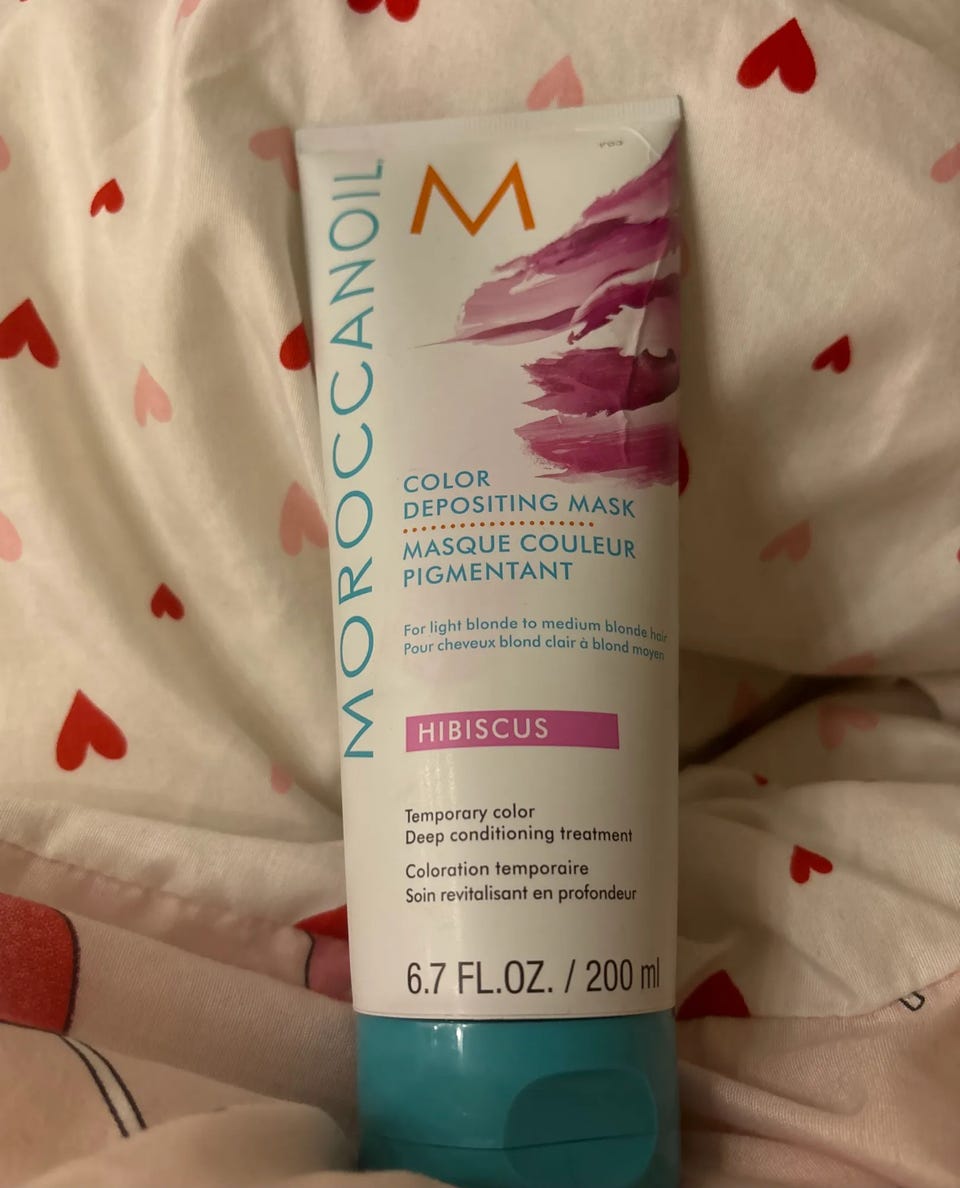 MOROCCANOIL
M
COLOR
DEPOSITING MASK
MASQUE COULEUR
PIGMENTANT
For light blonde to medium blonde hair
Pour cheveux blond clair à blond moyen
HIBISCUS
Temporary color
Deep conditioning treatment
Coloration temporaire
Soin revitalisant en profondeur
6.7 FL.OZ. / 200 ml